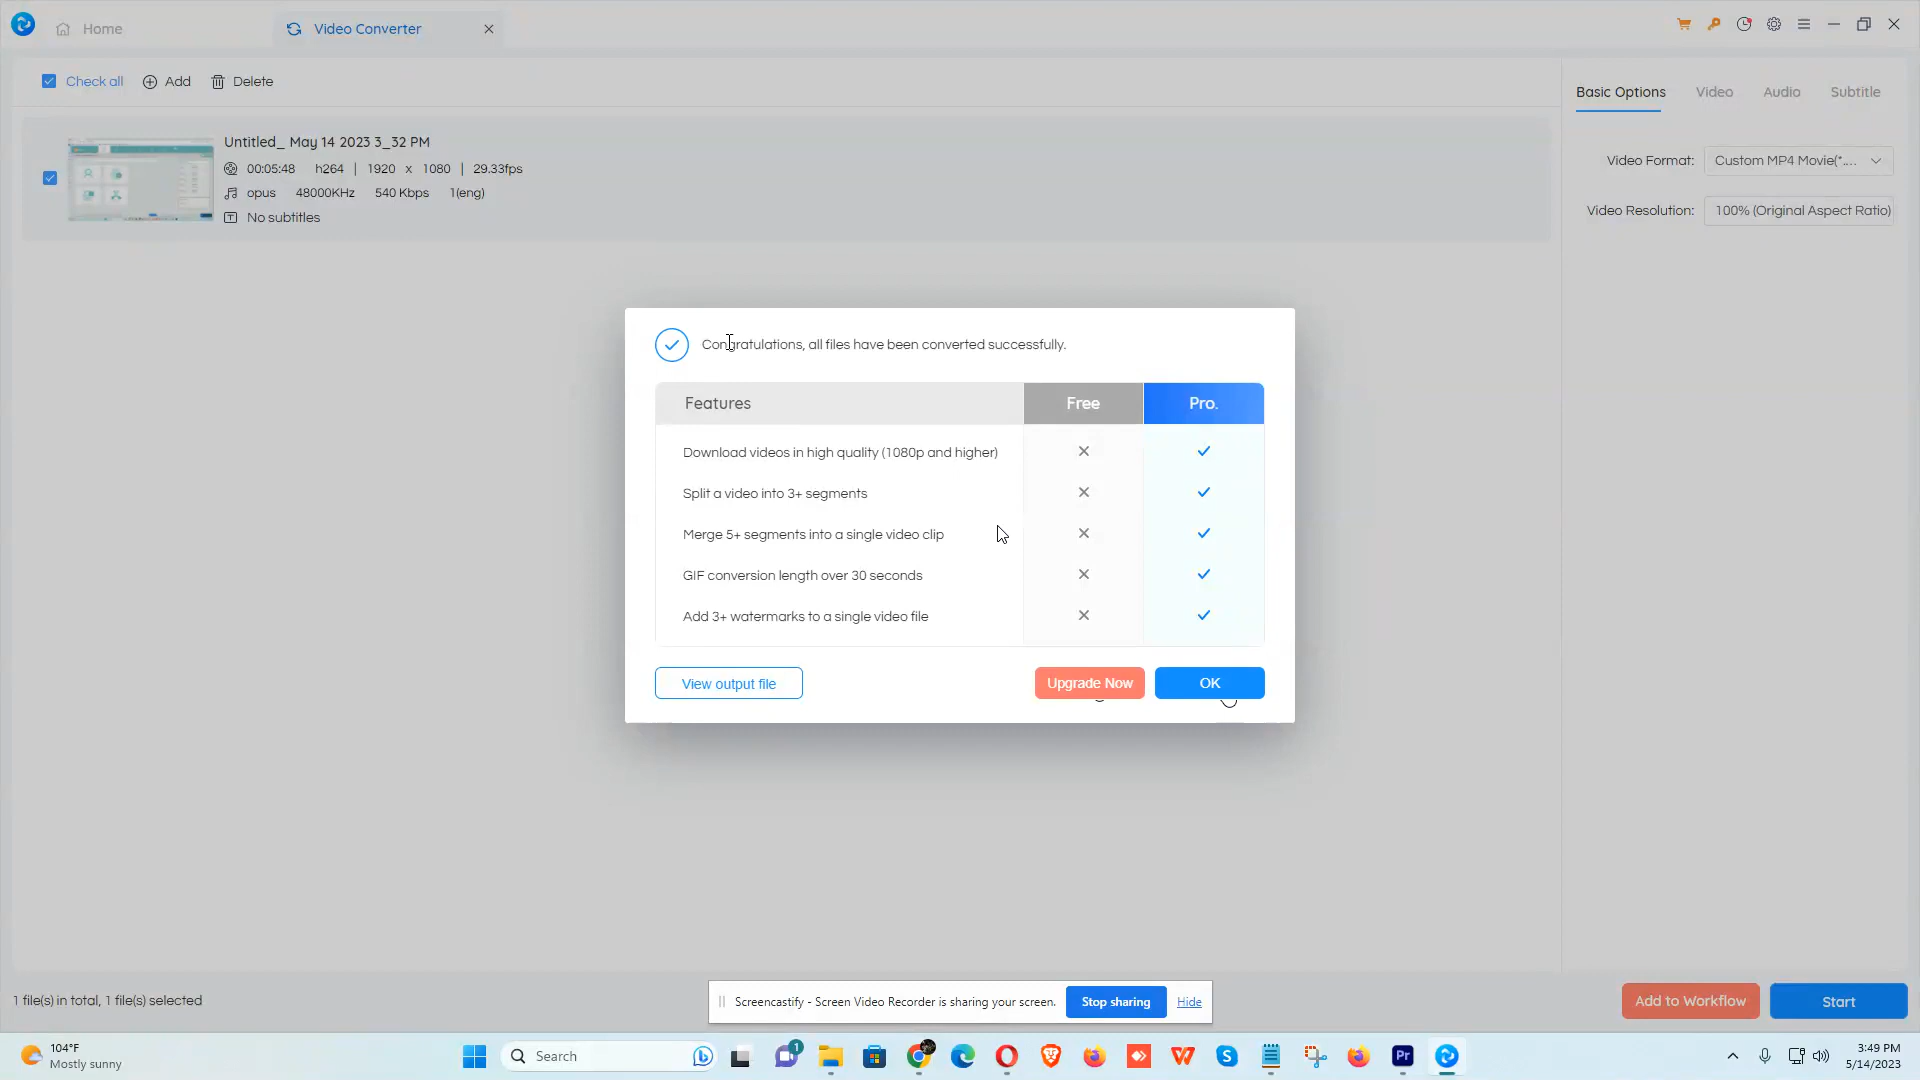 Home
Video Converter
Check all
Add
Delete
Basic Options
Video
Audio
Subtitle
Untitled_ May 14 2023 3_32 PM
00:05:48 h264 | 1920 x 1080 | 29.33fps
opus 48000KHz 540 Kbps 1(eng)
No subtitles
Video Format: Custom MP4 Movie(*....
Video Resolution: 100% (Original Aspect Ratio)
Congratulations, all files have been converted successfully.
Features Free Pro.
Download videos in high quality (1080p and higher)
Split a video into 3+ segments
Merge 5+ segments into a single video clip
GIF conversion length over 30 seconds
Add 3+ watermarks to a single video file
View output file
Upgrade Now
OK
1 file(s) in total, 1 file(s) selected
Screencastify - Screen Video Recorder is sharing your screen.
Stop sharing
Hide
Add to Workflow
Start
104°F
Mostly sunny
Search
1
Pr
3:49 PM
5/14/2023